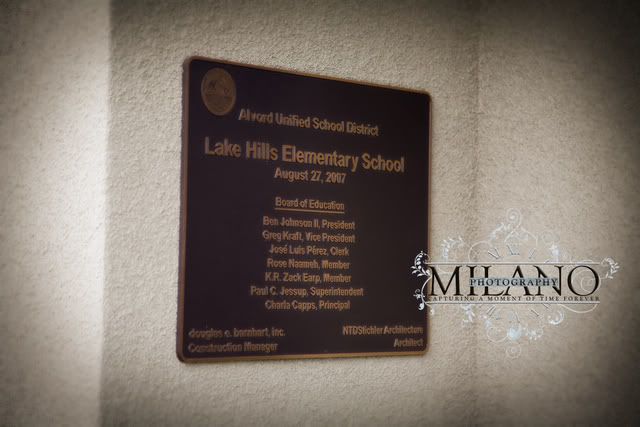 Alvord Unified School District
Lake Hills Elementary School
August 27, 2007
Board of Education
Ben Johnson II, President
Greg Kraft, Vice President
José Luis Pérez, Clerk
Rose Naameh, Member
K.R. Zack Earp, Member
Paul C. Jessup, Superintendent
Charla Capps, Principal
douglas e. barnhart, inc.
Construction Manager
NTDStichler Architecture
Architect
MILANO
PHOTOGRAPHY
CAPTURING A MOMENT OF TIME FOREVER